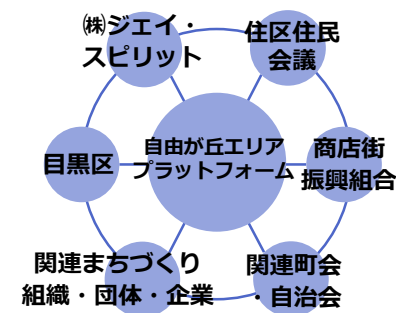 ㈱ジェイ・
スピリット
住区住民
会議
目黒区
自由が丘エリア
プラットフォーム
商店街
振興組合
関連まちづくり
組織・団体・企業
関連町会
・自治会